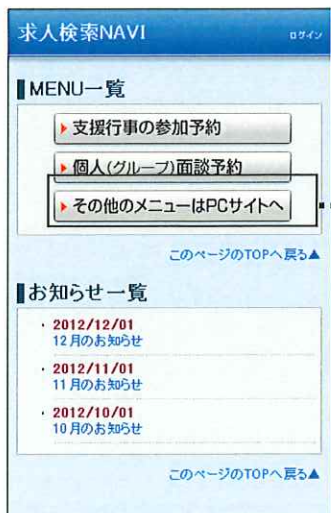 求人検索NAVI
ログイン
MENU一覧
支援行事の参加予約
個人(グループ)面談予約
その他のメニューはPCサイトへ
このページのTOPへ戻る▲
お知らせ一覧
・2012/12/01
12月のお知らせ
・2012/11/01
11月のお知らせ
・2012/10/01
10月のお知らせ
このページのTOPへ戻る▲